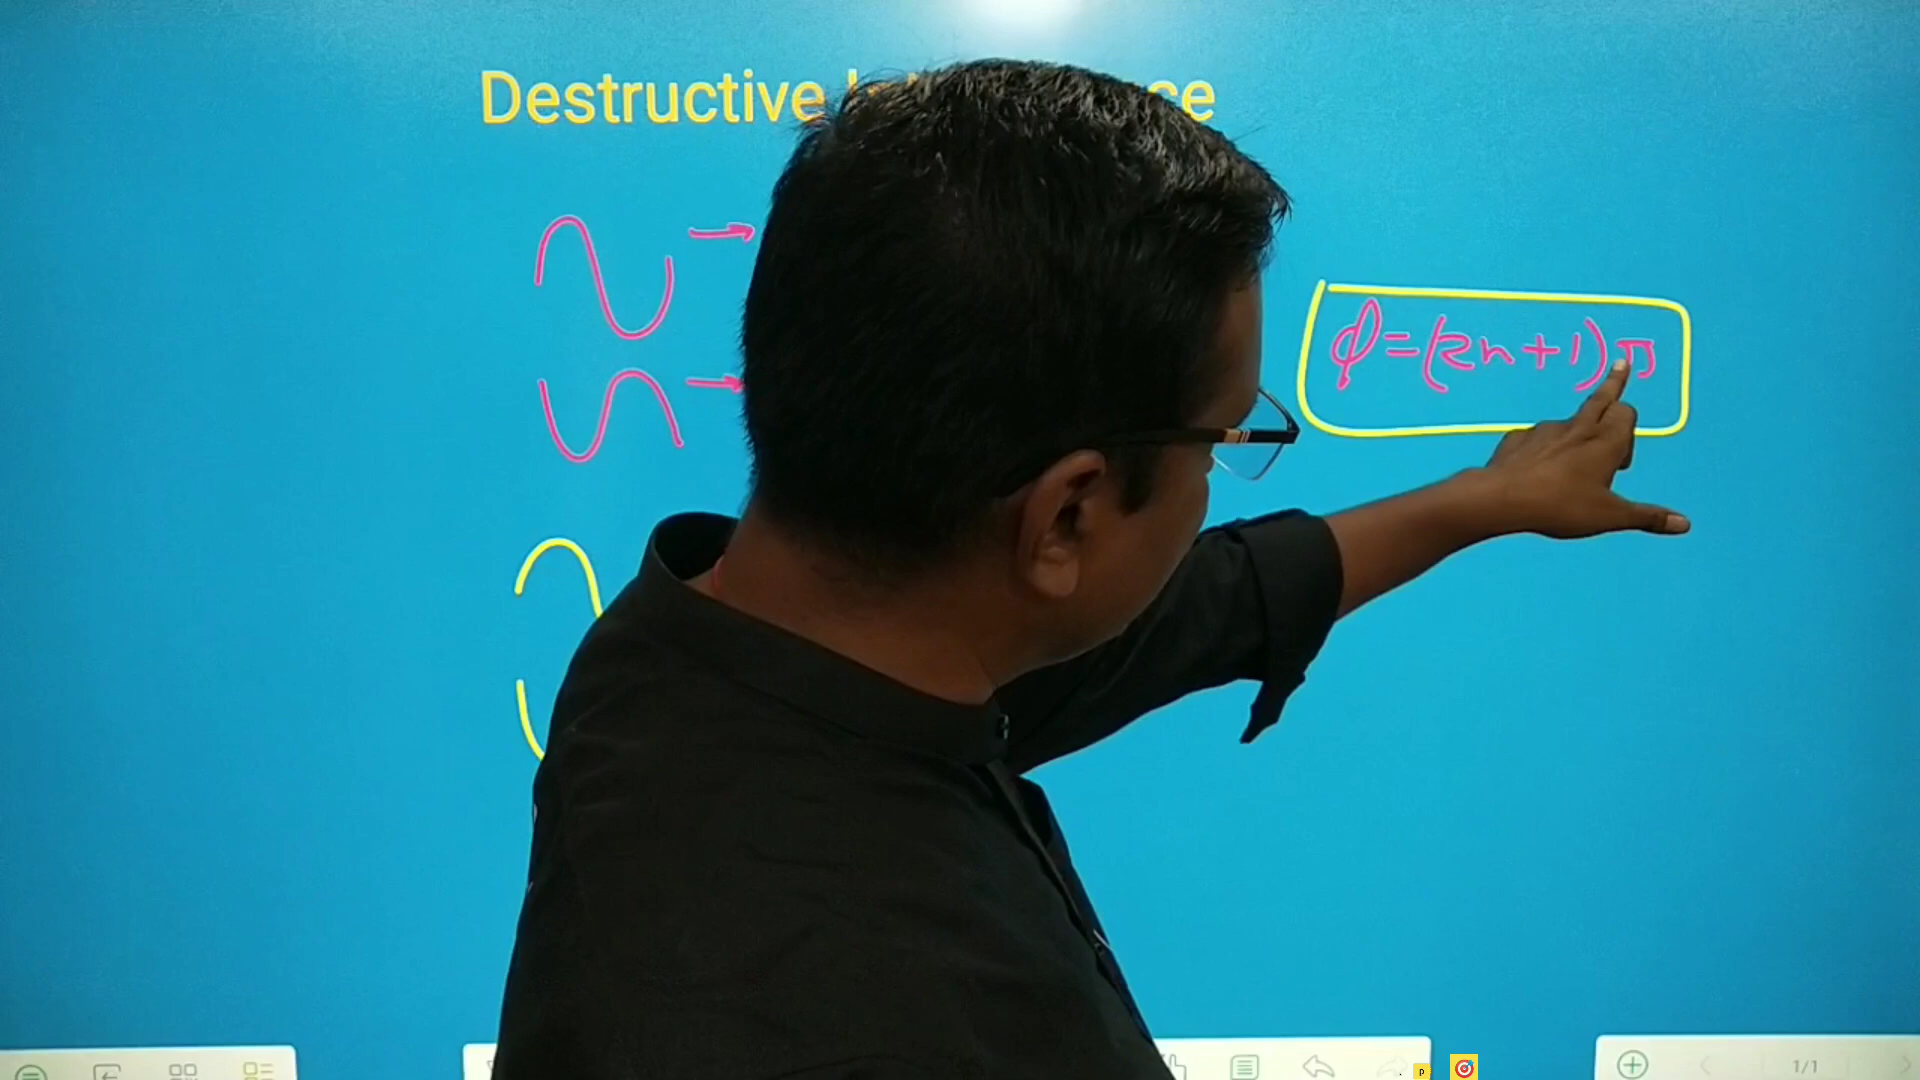 Destructive
φ=(2n+1)π
1/1
p